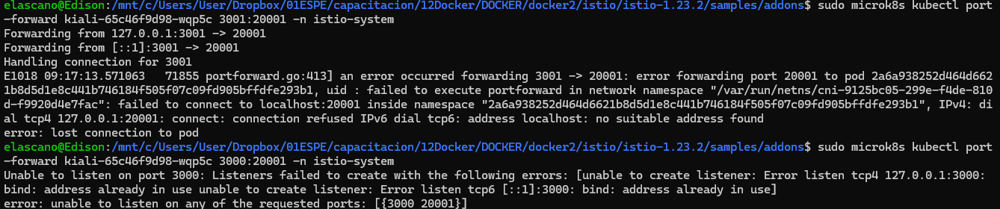 elascano@Edison:/mnt/c/Users/User/Dropbox/01ESPE/capacitacion/12Docker/DOCKER/docker2/istio/istio-1.23.2/samples/addons$ sudo microk8s kubectl port
-forward kiali-65c46f9d98-wqp5c 3001:20001 -n istio-system
Forwarding from 127.0.0.1:3001 -> 20001
Forwarding from [::1]:3001 -> 20001
Handling connection for 3001
E1018 09:17:13.571063   71855 portforward.go:413] an error occurred forwarding 3001 -> 20001: error forwarding port 20001 to pod 2a6a938252d464d662
1b8d5d1e8c441b746184f505f07c09fd905bffdfe293b1, uid : failed to execute portforward in network namespace "/var/run/netns/cni-9125bc05-299e-f4de-810
d-f9920d4e7fac": failed to connect to localhost:20001 inside namespace "2a6a938252d464d6621b8d5d1e8c441b746184f505f07c09fd905bffdfe293b1", IPv4: di
al tcp4 127.0.0.1:20001: connect: connection refused IPv6 dial tcp6: address localhost: no suitable address found
error: lost connection to pod
elascano@Edison:/mnt/c/Users/User/Dropbox/01ESPE/capacitacion/12Docker/DOCKER/docker2/istio/istio-1.23.2/samples/addons$ sudo microk8s kubectl port
-forward kiali-65c46f9d98-wqp5c 3000:20001 -n istio-system
Unable to listen on port 3000: Listeners failed to create with the following errors: [unable to create listener: Error listen tcp4 127.0.0.1:3000:
bind: address already in use unable to create listener: Error listen tcp6 [::1]:3000: bind: address already in use]
error: unable to listen on any of the requested ports: [{3000 20001}]